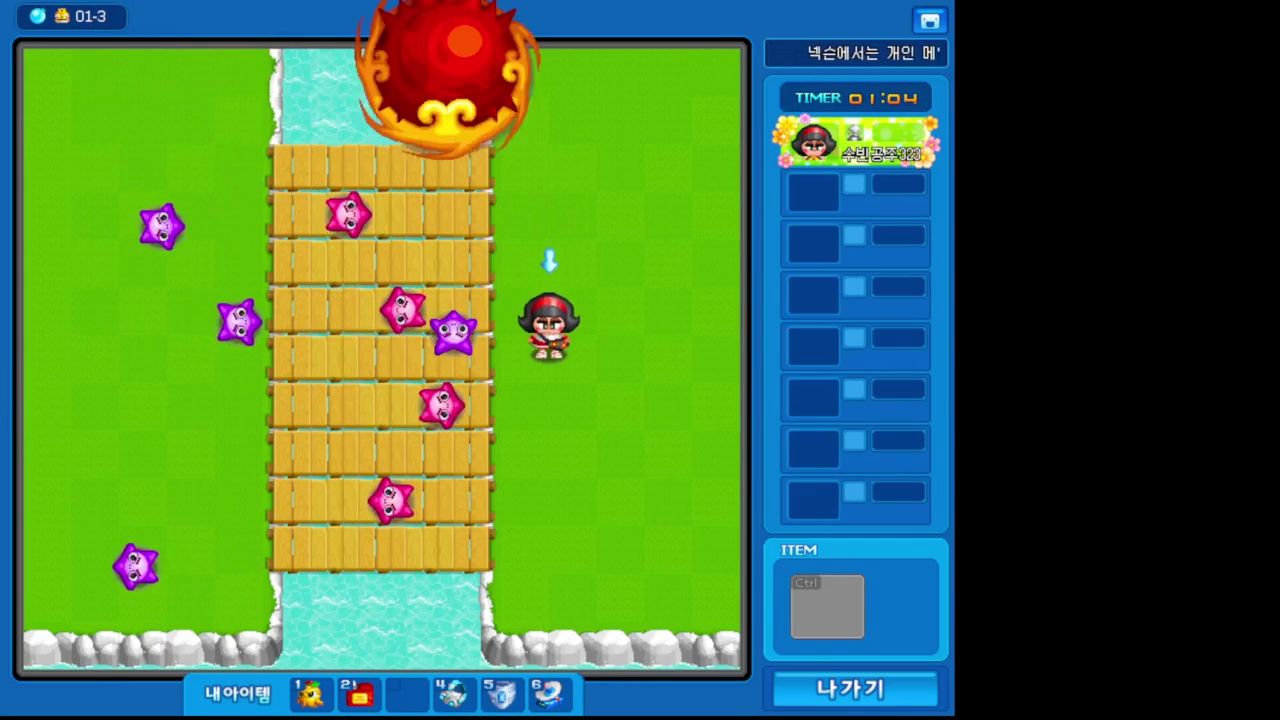 01-3
넥슨에서는 개인 메
TIMER 01:04
수빈공주323
ITEM
Ctrl
내 아이템
1
2
4
5
6
나가기